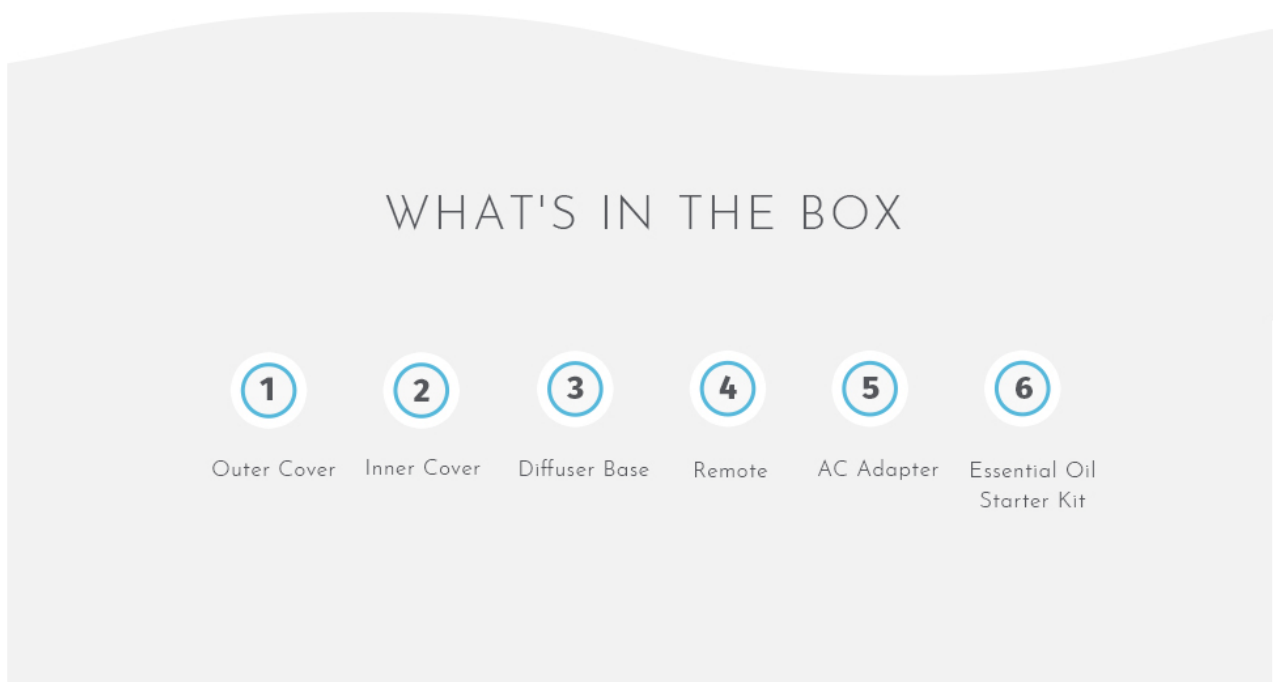 WHAT'S IN THE BOX
1
2
3
4
5
6
Outer Cover
Inner Cover
Diffuser Base
Remote
AC Adapter
Essential Oil
Starter Kit